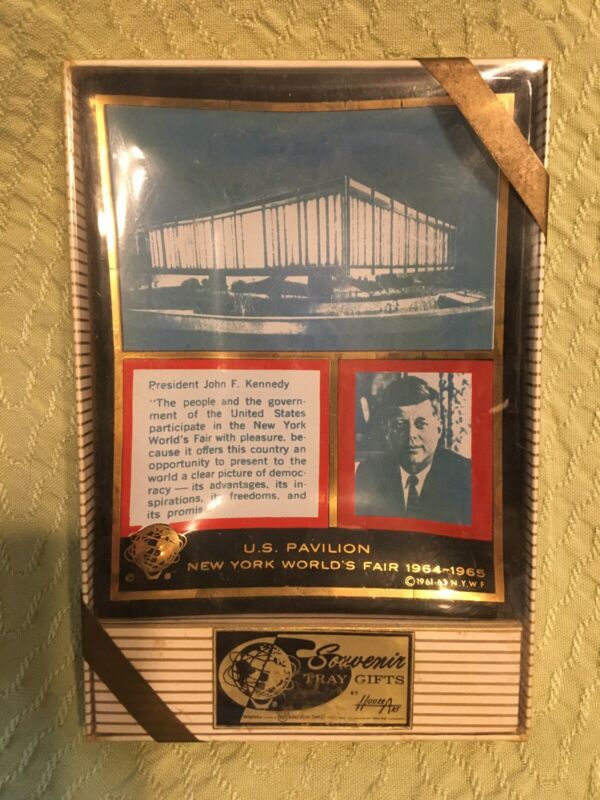 President John F. Kennedy
"The people and the govern-
ment of the United States
participate in the New York
World's Fair with pleasure, be-
cause it offers this country an
opportunity to present to the
world a clear picture of democ-
racy — its advantages, its in-
spirations, its freedoms, and
its promise
U.S. PAVILION
NEW YORK WORLD'S FAIR 1964-1965
© ®
© 1961-63 N.Y.W.F.
Souvenir
TRAY GIFTS
BY
HOUZE ART